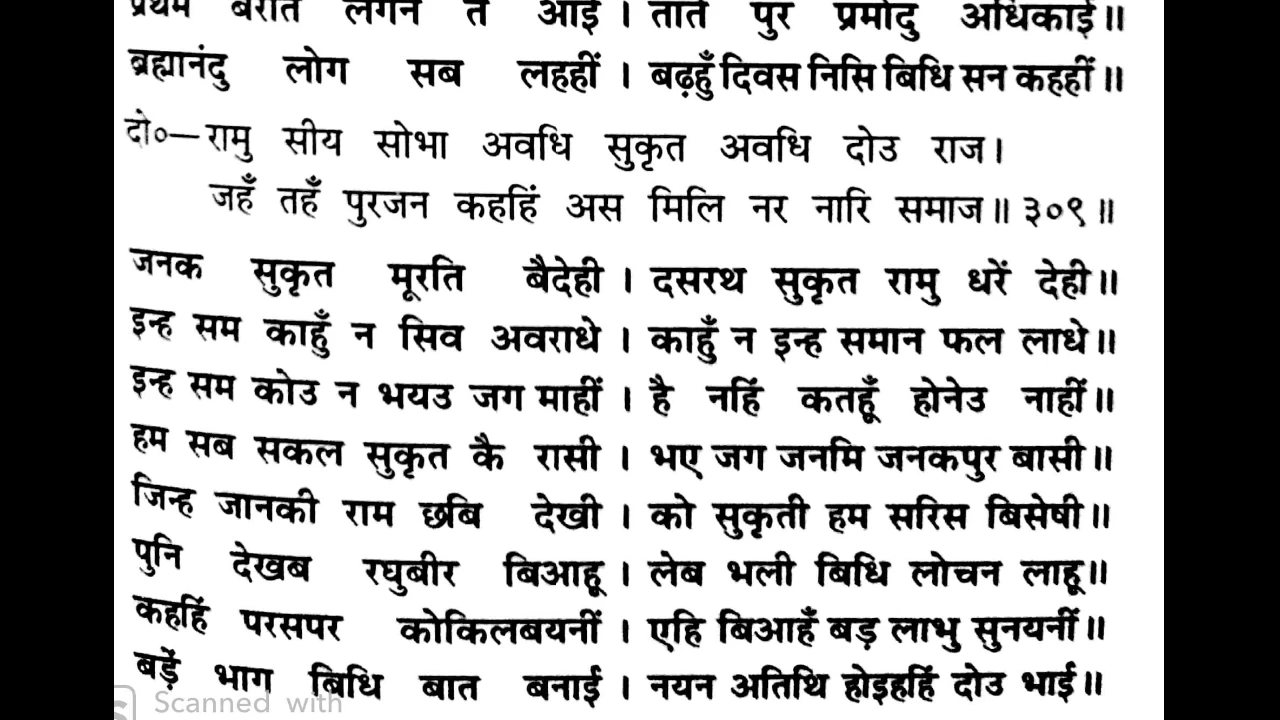 प्रथम बरात लगन तें आई । तातें पुर प्रमोदु अधिकाई॥
ब्रह्मानंदु लोग सब लहहीं । बढ़हुँ दिवस निसि बिधि सन कहहीं॥
दो०—रामु सीय सोभा अवधि सुकृत अवधि दोउ राज।
जहँ तहँ पुरजन कहहिं अस मिलि नर नारि समाज॥३०९॥
जनक सुकृत मूरति बैदेही । दसरथ सुकृत रामु धरें देही॥
इन्ह सम काहुँ न सिव अवराधे । काहुँ न इन्ह समान फल लाधे॥
इन्ह सम कोउ न भयउ जग माहीं । है नहिं कतहूँ होनेउ नाहीं॥
हम सब सकल सुकृत कै रासी । भए जग जनमि जनकपुर बासी॥
जिन्ह जानकी राम छबि देखी । को सुकृती हम सरिस बिसेषी॥
पुनि देखब रघुबीर बिआहू । लेब भली बिधि लोचन लाहू॥
कहहिं परसपर कोकिलबयनीं । एहि बिआहँ बड़ लाभु सुनयनीं॥
बड़ें भाग बिधि बात बनाई । नयन अतिथि होइहहिं दोउ भाई॥
Scanned with